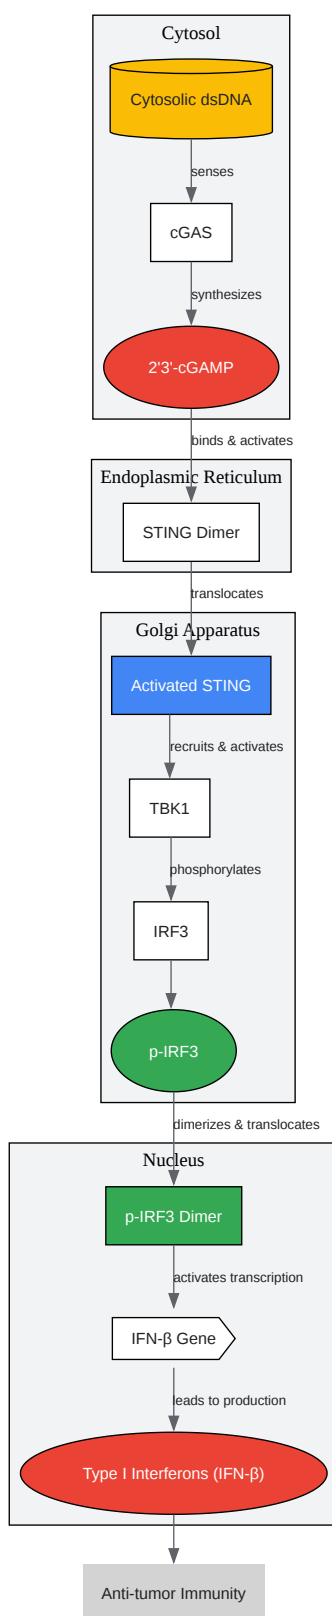 Cytosol
Cytosolic dsDNA
senses
cGAS
synthesizes
2'3'-cGAMP
binds & activates
Endoplasmic Reticulum
STING Dimer
translocates
Golgi Apparatus
Activated STING
recruits & activates
TBK1
phosphorylates
IRF3
p-IRF3
dimerizes & translocates
Nucleus
p-IRF3 Dimer
activates transcription
IFN-β Gene
leads to production
Type I Interferons (IFN-β)
Anti-tumor Immunity